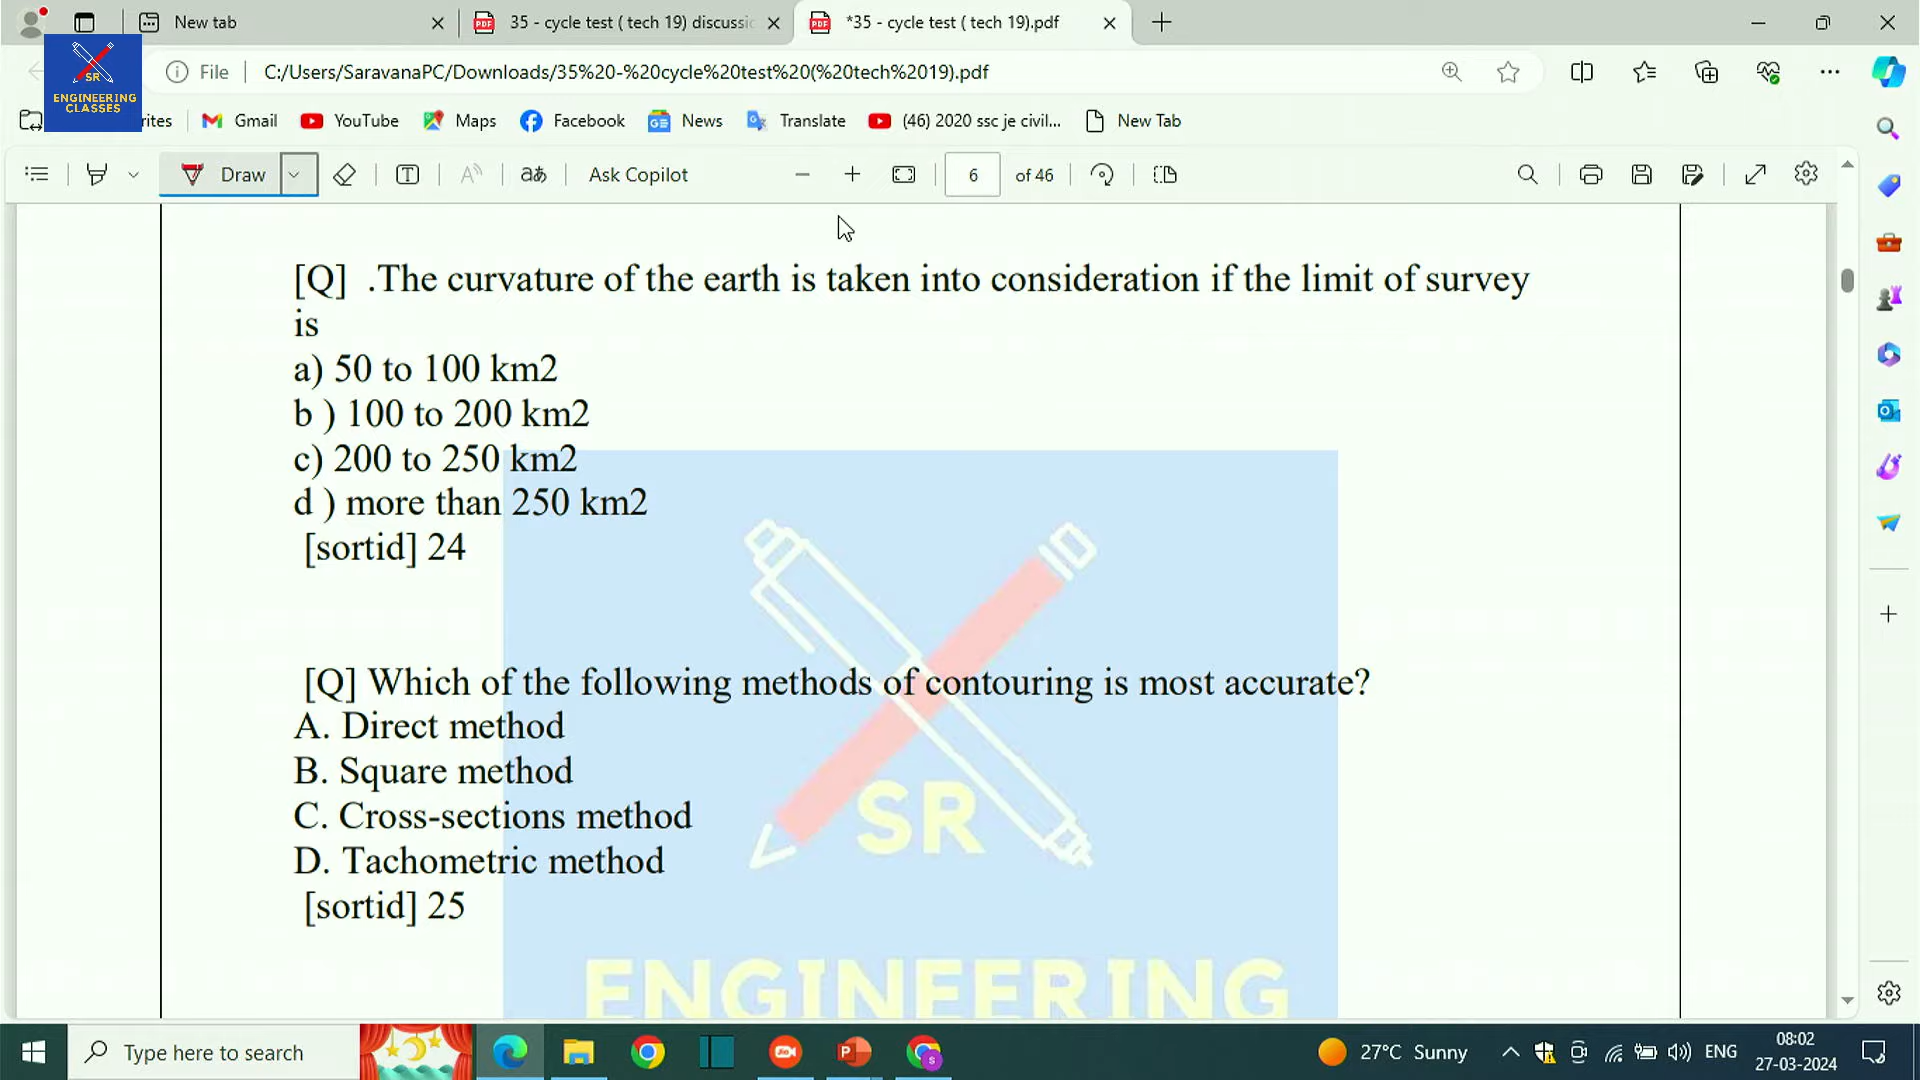 New tab
35 - cycle test ( tech 19) discussic
*35 - cycle test ( tech 19).pdf
File
C:/Users/SaravanaPC/Downloads/35%20-%20cycle%20test%20(%20tech%2019).pdf
SR
ENGINEERING
CLASSES
rites
Gmail
YouTube
Maps
Facebook
News
Translate
(46) 2020 ssc je civil...
New Tab
Draw
Ask Copilot
6
of 46
[Q] .The curvature of the earth is taken into consideration if the limit of survey
is
a) 50 to 100 km2
b ) 100 to 200 km2
c) 200 to 250 km2
d ) more than 250 km2
[sortid] 24
[Q] Which of the following methods of contouring is most accurate?
A. Direct method
B. Square method
C. Cross-sections method
D. Tachometric method
[sortid] 25
SR
ENGINEERING
Type here to search
27°C Sunny
ENG
08:02
27-03-2024